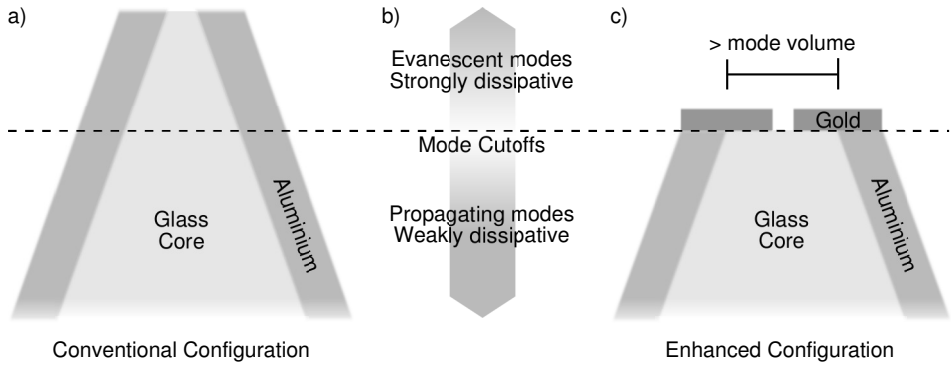 a)
Glass
Core
Aluminium
Conventional Configuration
b)
Evanescent modes
Strongly dissipative
Mode Cutoffs
Propagating modes
Weakly dissipative
c)
> mode volume
Gold
Glass
Core
Aluminium
Enhanced Configuration